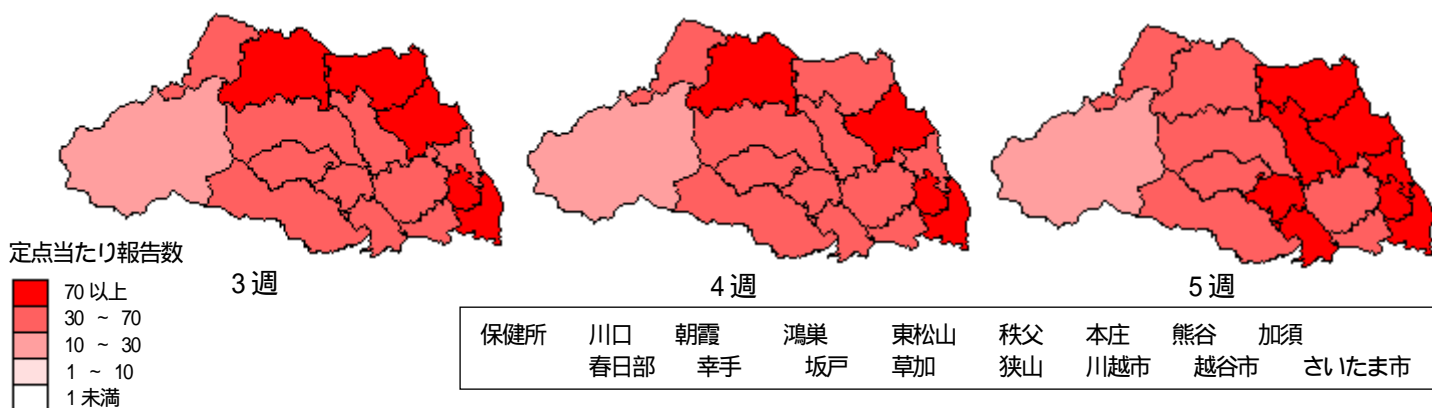 3週
4週
5週
定点当たり報告数
70 以上
30 ~ 70
10 ~ 30
1 ~ 10
1 未満
保健所 川口 朝霞 鴻巣 東松山 秩父 本庄 熊谷 加須
春日部 幸手 坂戸 草加 狭山 川越市 越谷市 さいたま市